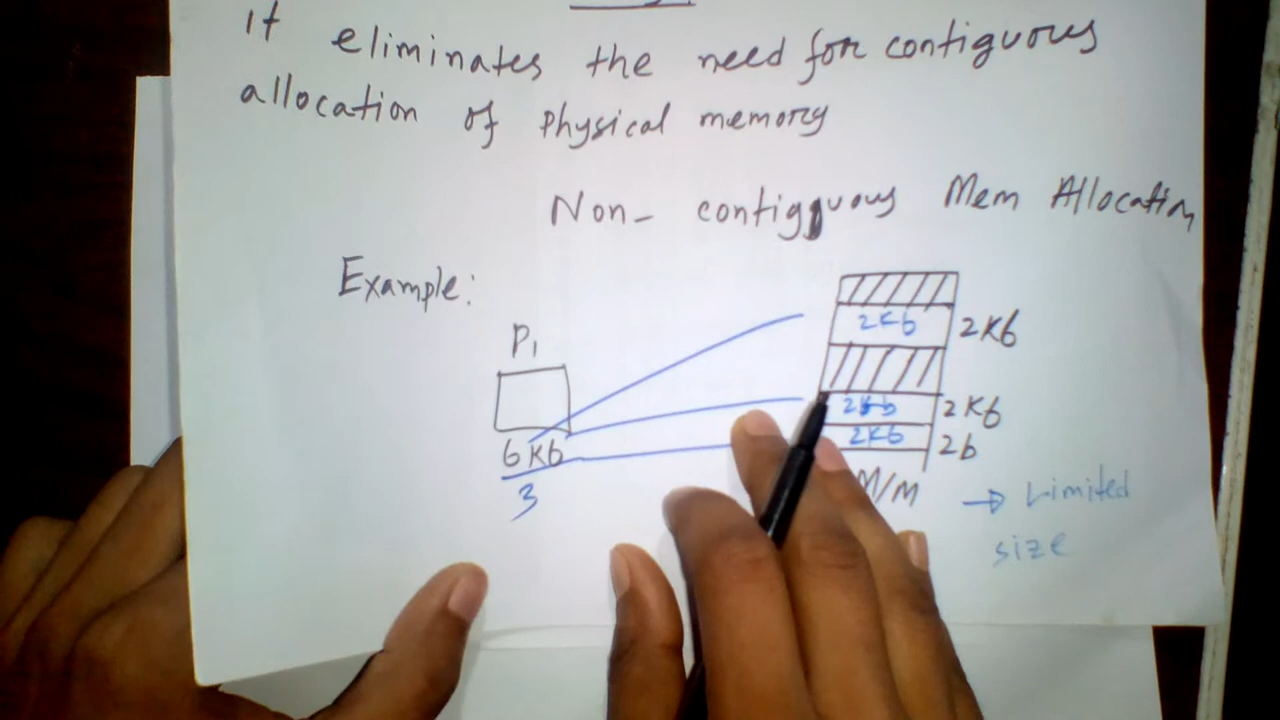 It eliminates the need for contiguous
allocation of physical memory
Non- contiguous Mem Allocation
Example:
P1
6 Kb
3
2Kb 2Kb
2Kb 2Kb
2Kb 2b
M/M
→ Limited
size